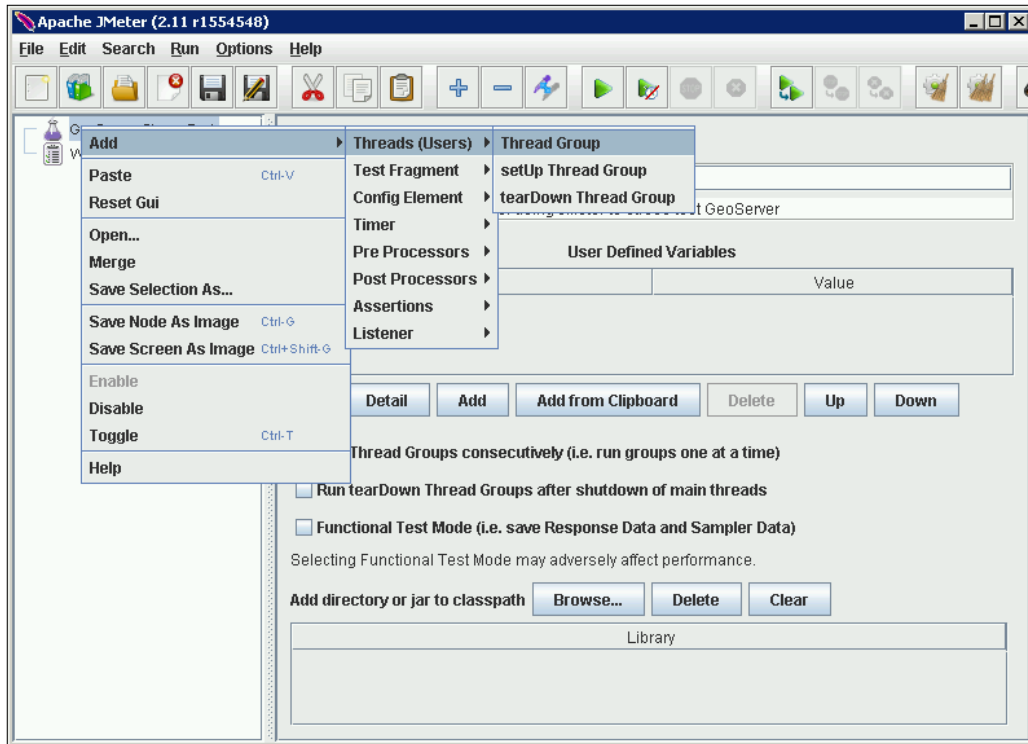 Apache JMeter (2.11 r1554548)
File Edit Search Run Options Help
Add
Paste Ctrl-V
Reset Gui
Open...
Merge
Save Selection As...
Save Node As Image Ctrl-G
Save Screen As Image Ctrl+Shift-G
Enable
Disable
Toggle Ctrl-T
Help
Threads (Users)
Test Fragment
Config Element
Timer
Pre Processors
Post Processors
Assertions
Listener
Thread Group
setUp Thread Group
tearDown Thread Group
test GeoServer
User Defined Variables
Value
Detail Add Add from Clipboard Delete Up Down
Thread Groups consecutively (i.e. run groups one at a time)
Run tearDown Thread Groups after shutdown of main threads
Functional Test Mode (i.e. save Response Data and Sampler Data)
Selecting Functional Test Mode may adversely affect performance.
Add directory or jar to classpath Browse... Delete Clear
Library